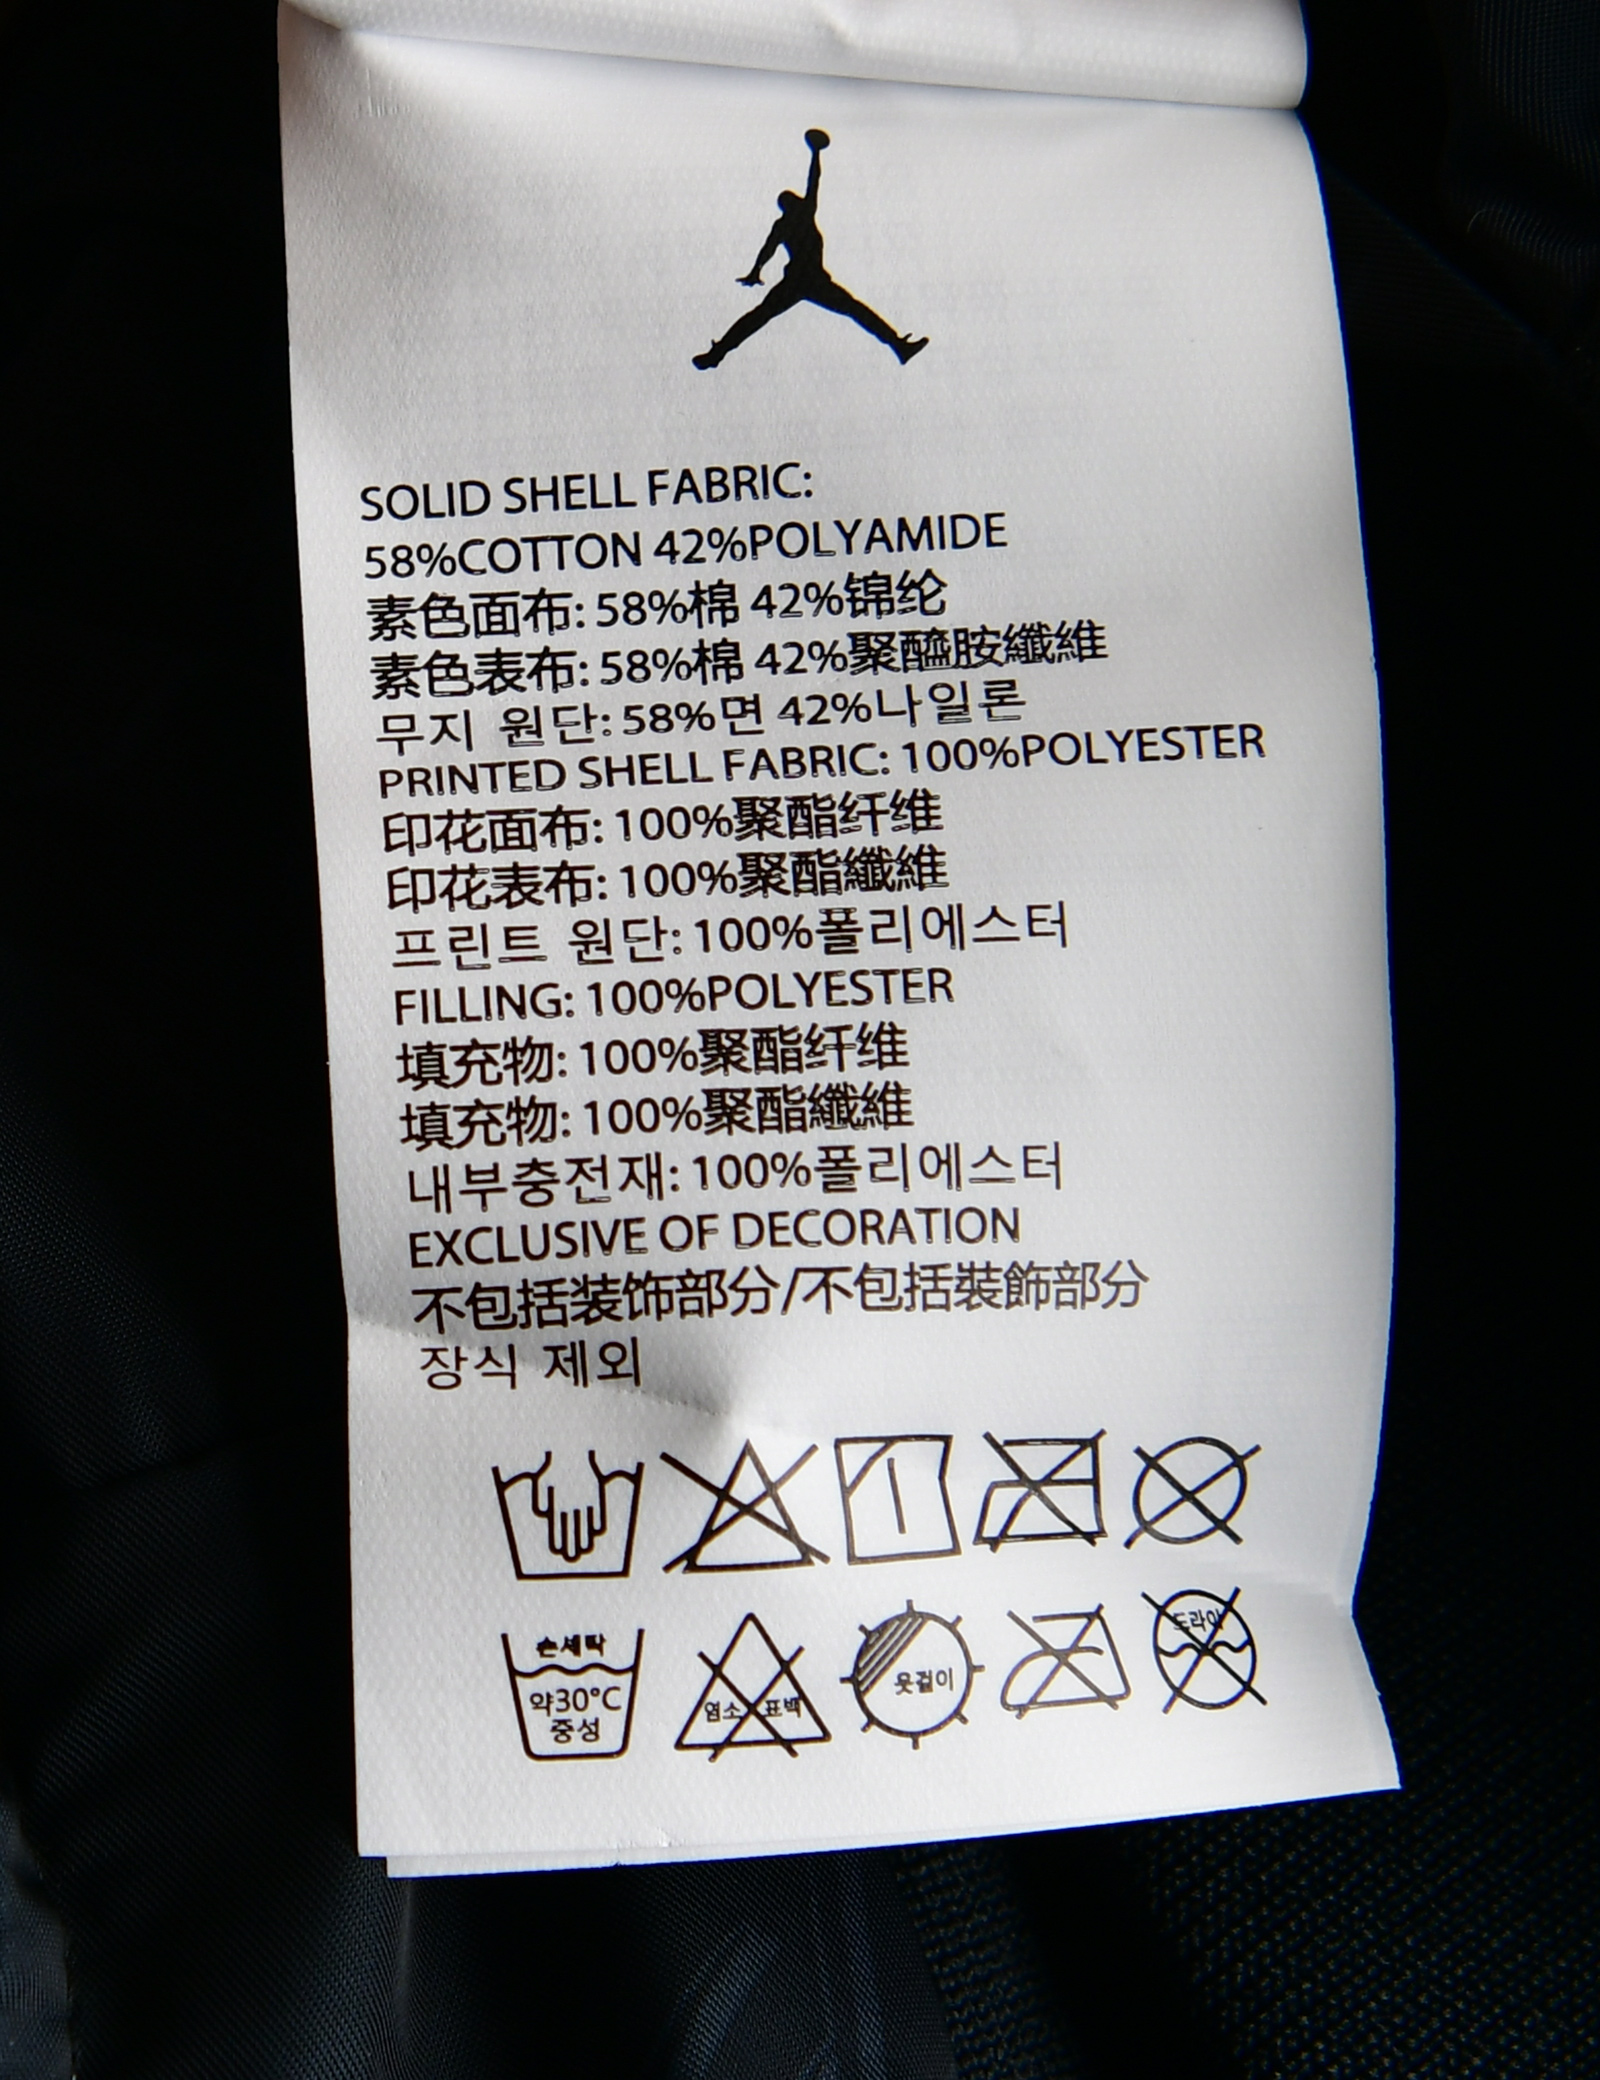 SOLID SHELL FABRIC:
58%COTTON 42%POLYAMIDE
素色面布: 58%棉 42%锦纶
素色表布: 58%棉 42%聚醯胺纖維
무지 원단: 58%면 42%나일론
PRINTED SHELL FABRIC: 100%POLYESTER
印花面布: 100%聚酯纤维
印花表布: 100%聚酯纖維
프린트 원단: 100%폴리에스터
FILLING: 100%POLYESTER
填充物: 100%聚酯纤维
填充物: 100%聚酯纖維
내부충전재: 100%폴리에스터
EXCLUSIVE OF DECORATION
不包括装饰部分/不包括裝飾部分
장식 제외
손세탁
약30°C
중성
염소 표백
옷걸이
드라이